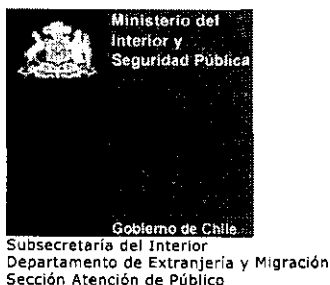 Ministerio del
Interior y
Seguridad Pública
Gobierno de Chile
Subsecretaría del Interior
Departamento de Extranjería y Migración
Sección Atención de Público